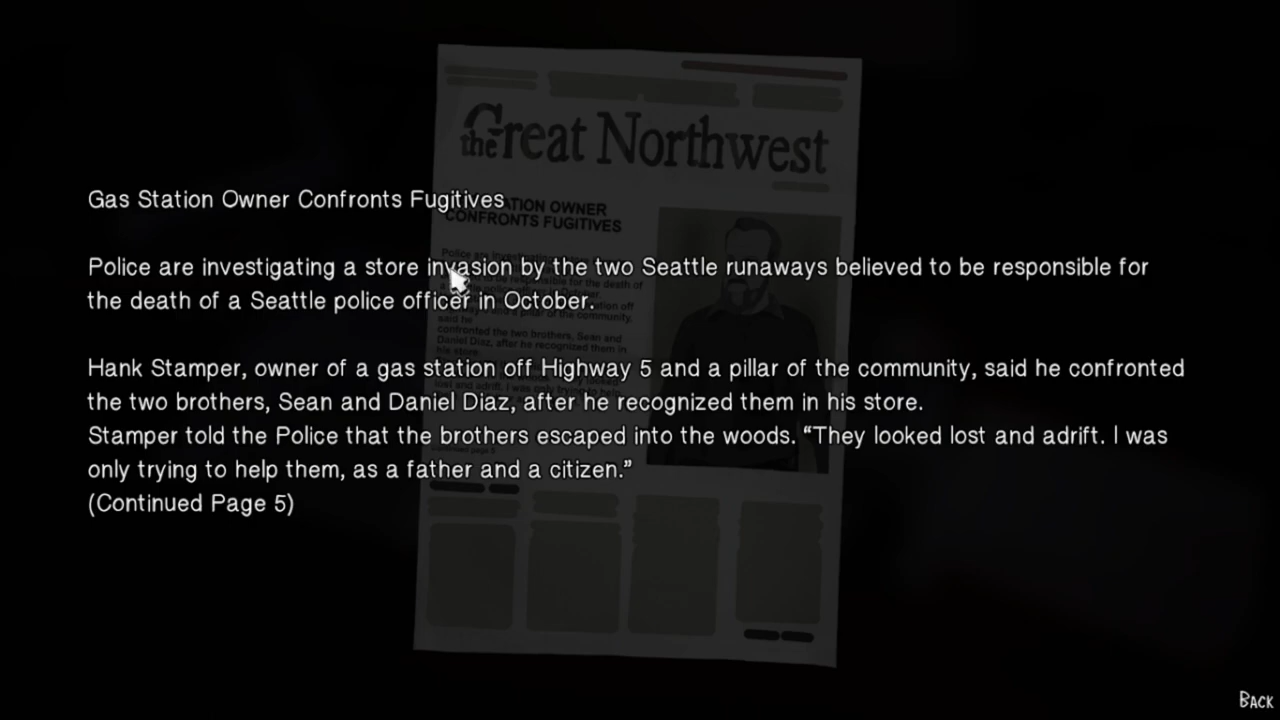 the Great Northwest
Gas Station Owner Confronts Fugitives
Police are investigating a store invasion by the two Seattle runaways believed to be responsible for
the death of a Seattle police officer in October.
Hank Stamper, owner of a gas station off Highway 5 and a pillar of the community, said he confronted
the two brothers, Sean and Daniel Diaz, after he recognized them in his store.
Stamper told the Police that the brothers escaped into the woods. “They looked lost and adrift. I was
only trying to help them, as a father and a citizen.”
(Continued Page 5)
BACK